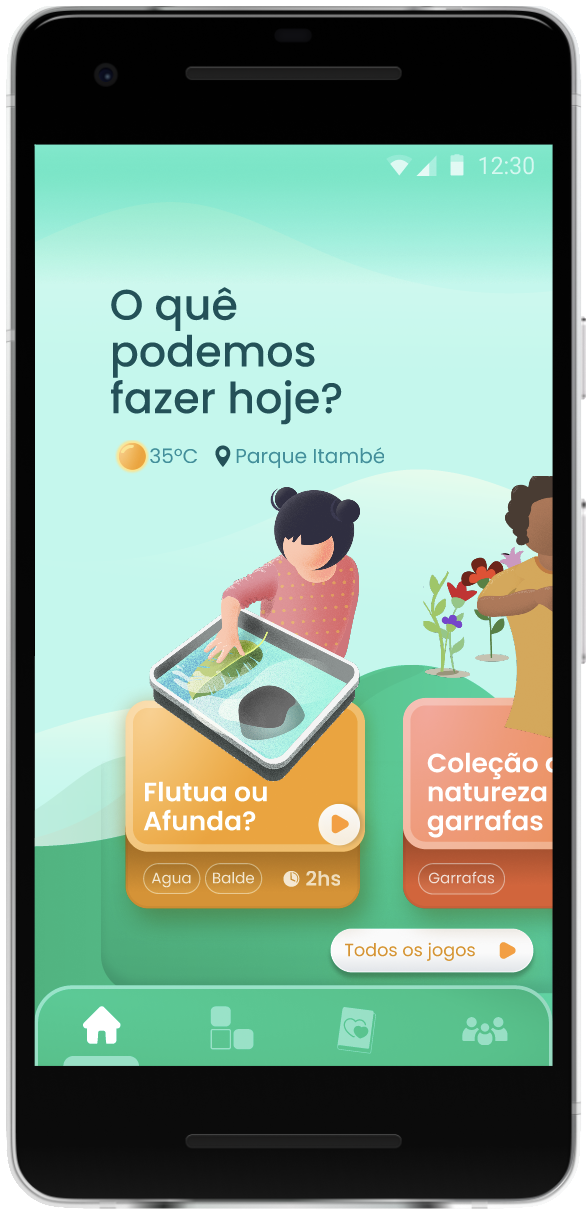 12:30
O quê
podemos
fazer hoje?
35ºC Parque Itambé
Flutua ou
Afunda?
Agua Balde 2hs
Coleção
natureza
garrafas
Garrafas
Todos os jogos